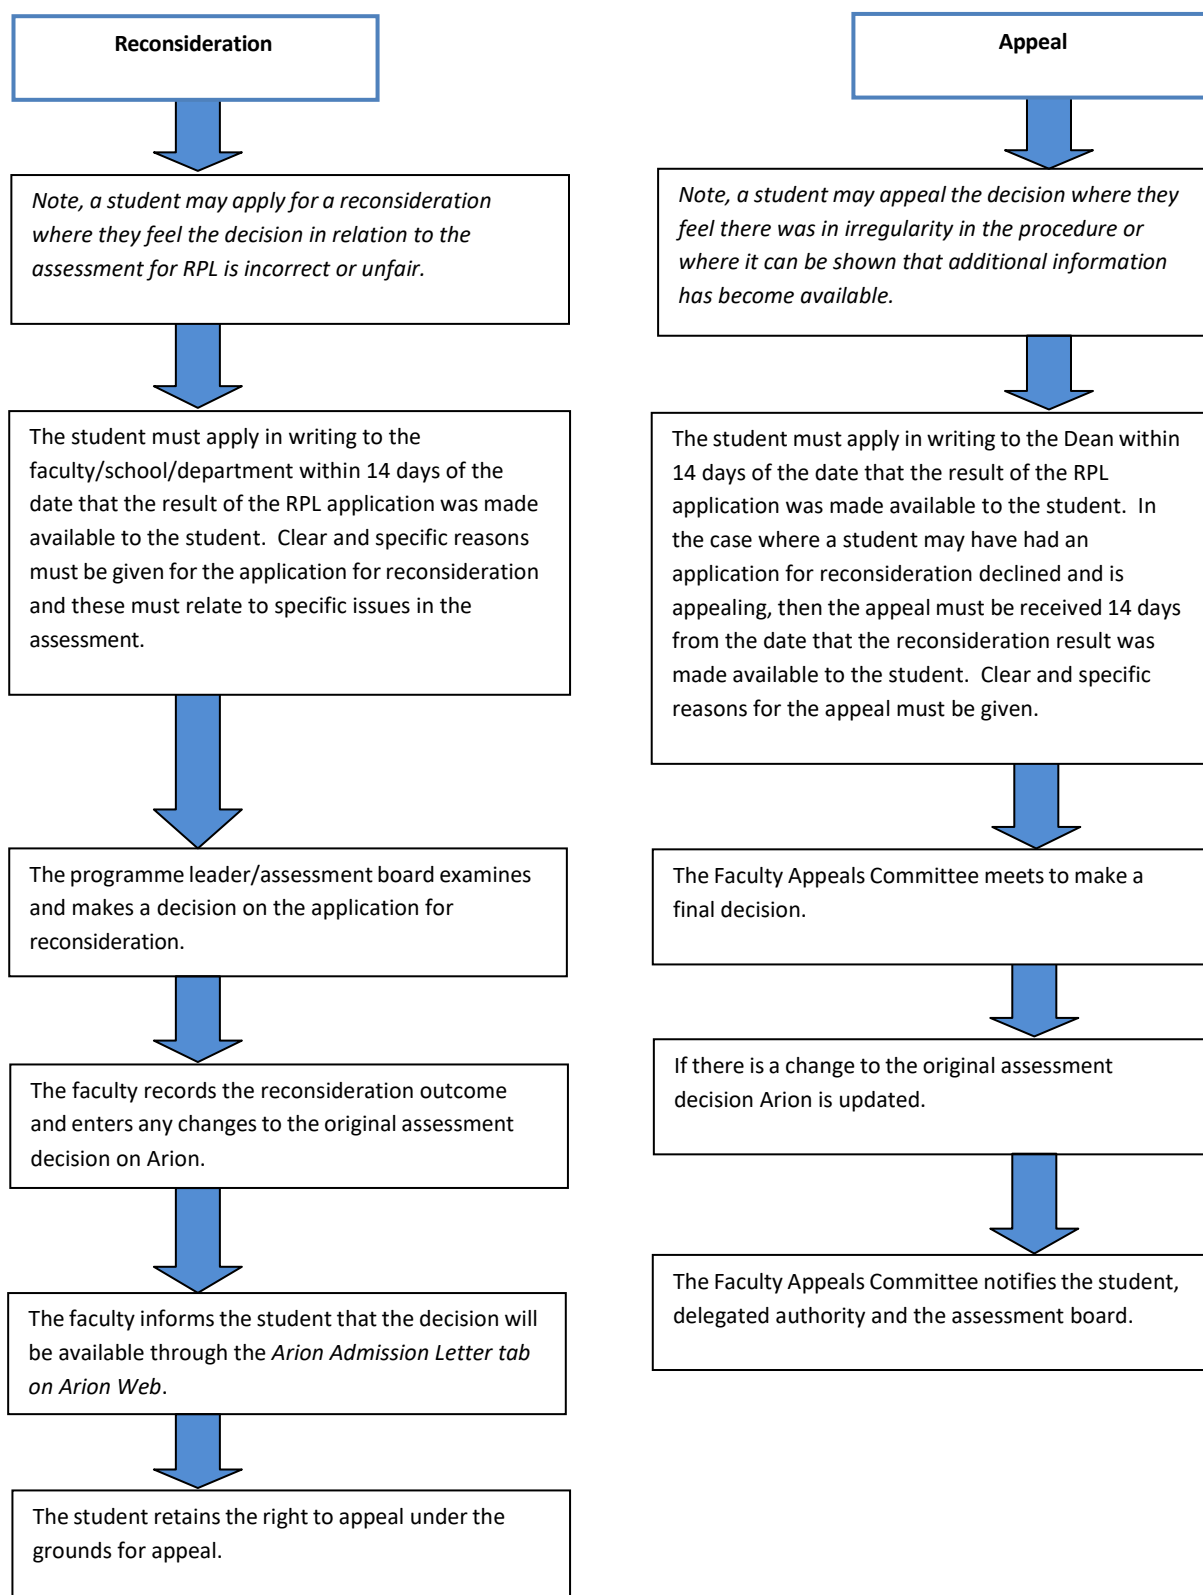 Reconsideration
Note, a student may apply for a reconsideration
where they feel the decision in relation to the
assessment for RPL is incorrect or unfair.
The student must apply in writing to the
faculty/school/department within 14 days of the
date that the result of the RPL application was made
available to the student.  Clear and specific reasons
must be given for the application for reconsideration
and these must relate to specific issues in the
assessment.
The programme leader/assessment board examines
and makes a decision on the application for
reconsideration.
The faculty records the reconsideration outcome
and enters any changes to the original assessment
decision on Arion.
The faculty informs the student that the decision will
be available through the Arion Admission Letter tab
on Arion Web.
The student retains the right to appeal under the
grounds for appeal.
Appeal
Note, a student may appeal the decision where they
feel there was in irregularity in the procedure or
where it can be shown that additional information
has become available.
The student must apply in writing to the Dean within
14 days of the date that the result of the RPL
application was made available to the student.  In
the case where a student may have had an
application for reconsideration declined and is
appealing, then the appeal must be received 14 days
from the date that the reconsideration result was
made available to the student.  Clear and specific
reasons for the appeal must be given.
The Faculty Appeals Committee meets to make a
final decision.
If there is a change to the original assessment
decision Arion is updated.
The Faculty Appeals Committee notifies the student,
delegated authority and the assessment board.